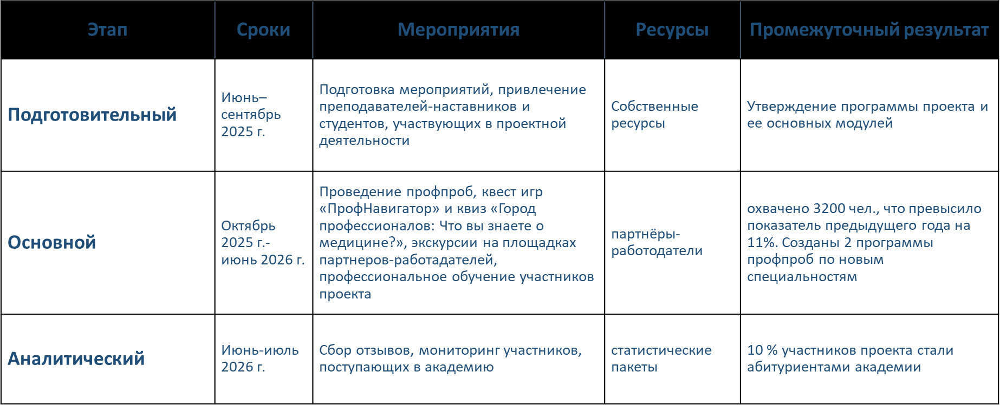 Этап
Сроки
Мероприятия
Ресурсы
Промежуточный результат
Подготовительный
Июнь–
сентябрь
2025 г.
Подготовка мероприятий, привлечение
преподавателей-наставников и
студентов, участвующих в проектной
деятельности
Собственные
ресурсы
Утверждение программы проекта и
ее основных модулей
Основной
Октябрь
2025 г.-
июнь 2026 г.
Проведение профпроб, квест игр
«ПрофНавигатор» и квиз «Город
профессионалов: Что вы знаете о
медицине?», экскурсии на площадках
партнеров-работадателей,
профессиональное обучение участников
проекта
партнёры-
работодатели
охвачено 3200 чел., что превысило
показатель предыдущего года на
11%. Созданы 2 программы
профпроб по новым
специальностям
Аналитический
Июнь-июль
2026 г.
Сбор отзывов, мониторинг участников,
поступающих в академию
статистические
пакеты
10 % участников проекта стали
абитуриентами академии